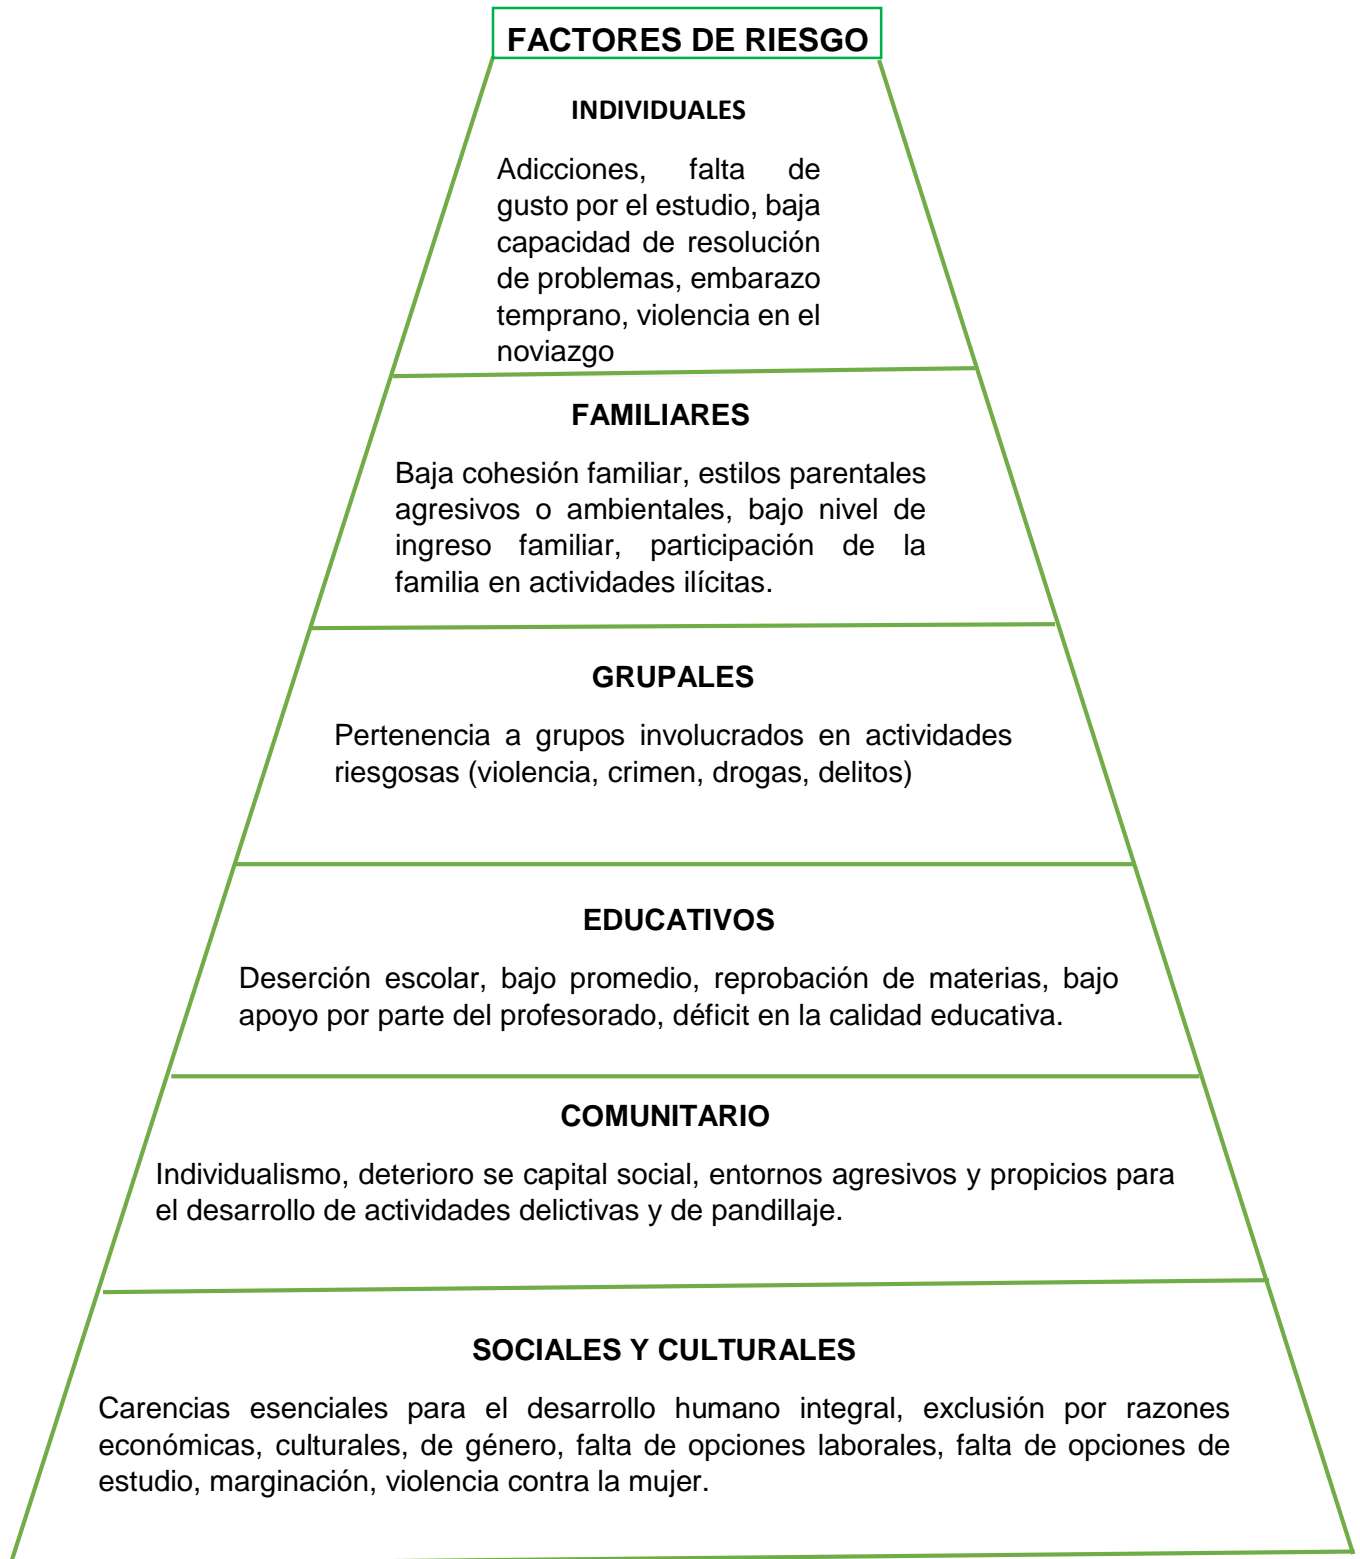 FACTORES DE RIESGO
INDIVIDUALES
Adicciones, falta de
gusto por el estudio, baja
capacidad de resolución
de problemas, embarazo
temprano, violencia en el
noviazgo
FAMILIARES
Baja cohesión familiar, estilos parentales
agresivos o ambientales, bajo nivel de
ingreso familiar, participación de la
familia en actividades ilícitas.
GRUPALES
Pertenencia a grupos involucrados en actividades
riesgosas (violencia, crimen, drogas, delitos)
EDUCATIVOS
Deserción escolar, bajo promedio, reprobación de materias, bajo
apoyo por parte del profesorado, déficit en la calidad educativa.
COMUNITARIO
Individualismo, deterioro se capital social, entornos agresivos y propicios para
el desarrollo de actividades delictivas y de pandillaje.
SOCIALES Y CULTURALES
Carencias esenciales para el desarrollo humano integral, exclusión por razones
económicas, culturales, de género, falta de opciones laborales, falta de opciones de
estudio, marginación, violencia contra la mujer.